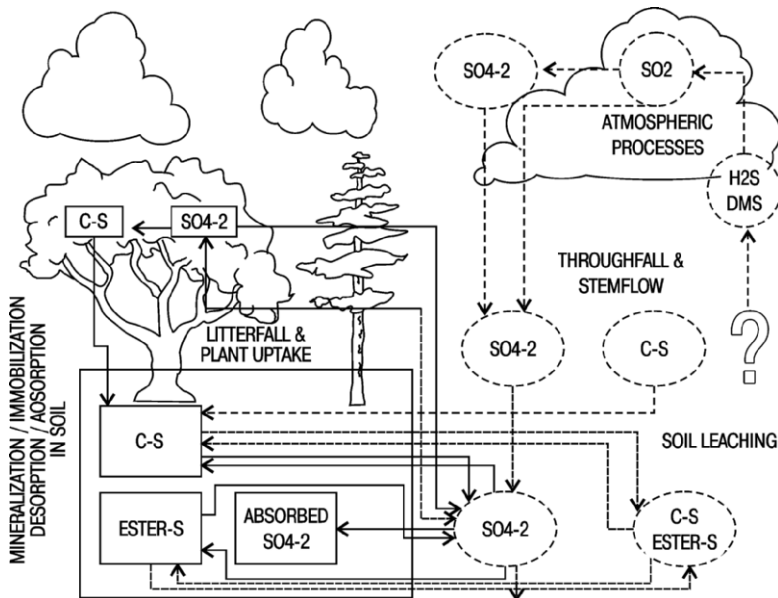 SO4-2
SO2
ATMOSPHERIC
PROCESSES
H2S
DMS
C-S
SO4-2
THROUGHFALL &
STEMFLOW
LITTERFALL &
PLANT UPTAKE
SO4-2
C-S
?
MINERALIZATION / IMMOBILIZATION
DESORPTION / AOSORPTION
IN SOIL
C-S
SOIL LEACHING
ESTER-S
ABSORBED
SO4-2
SO4-2
C-S
ESTER-S